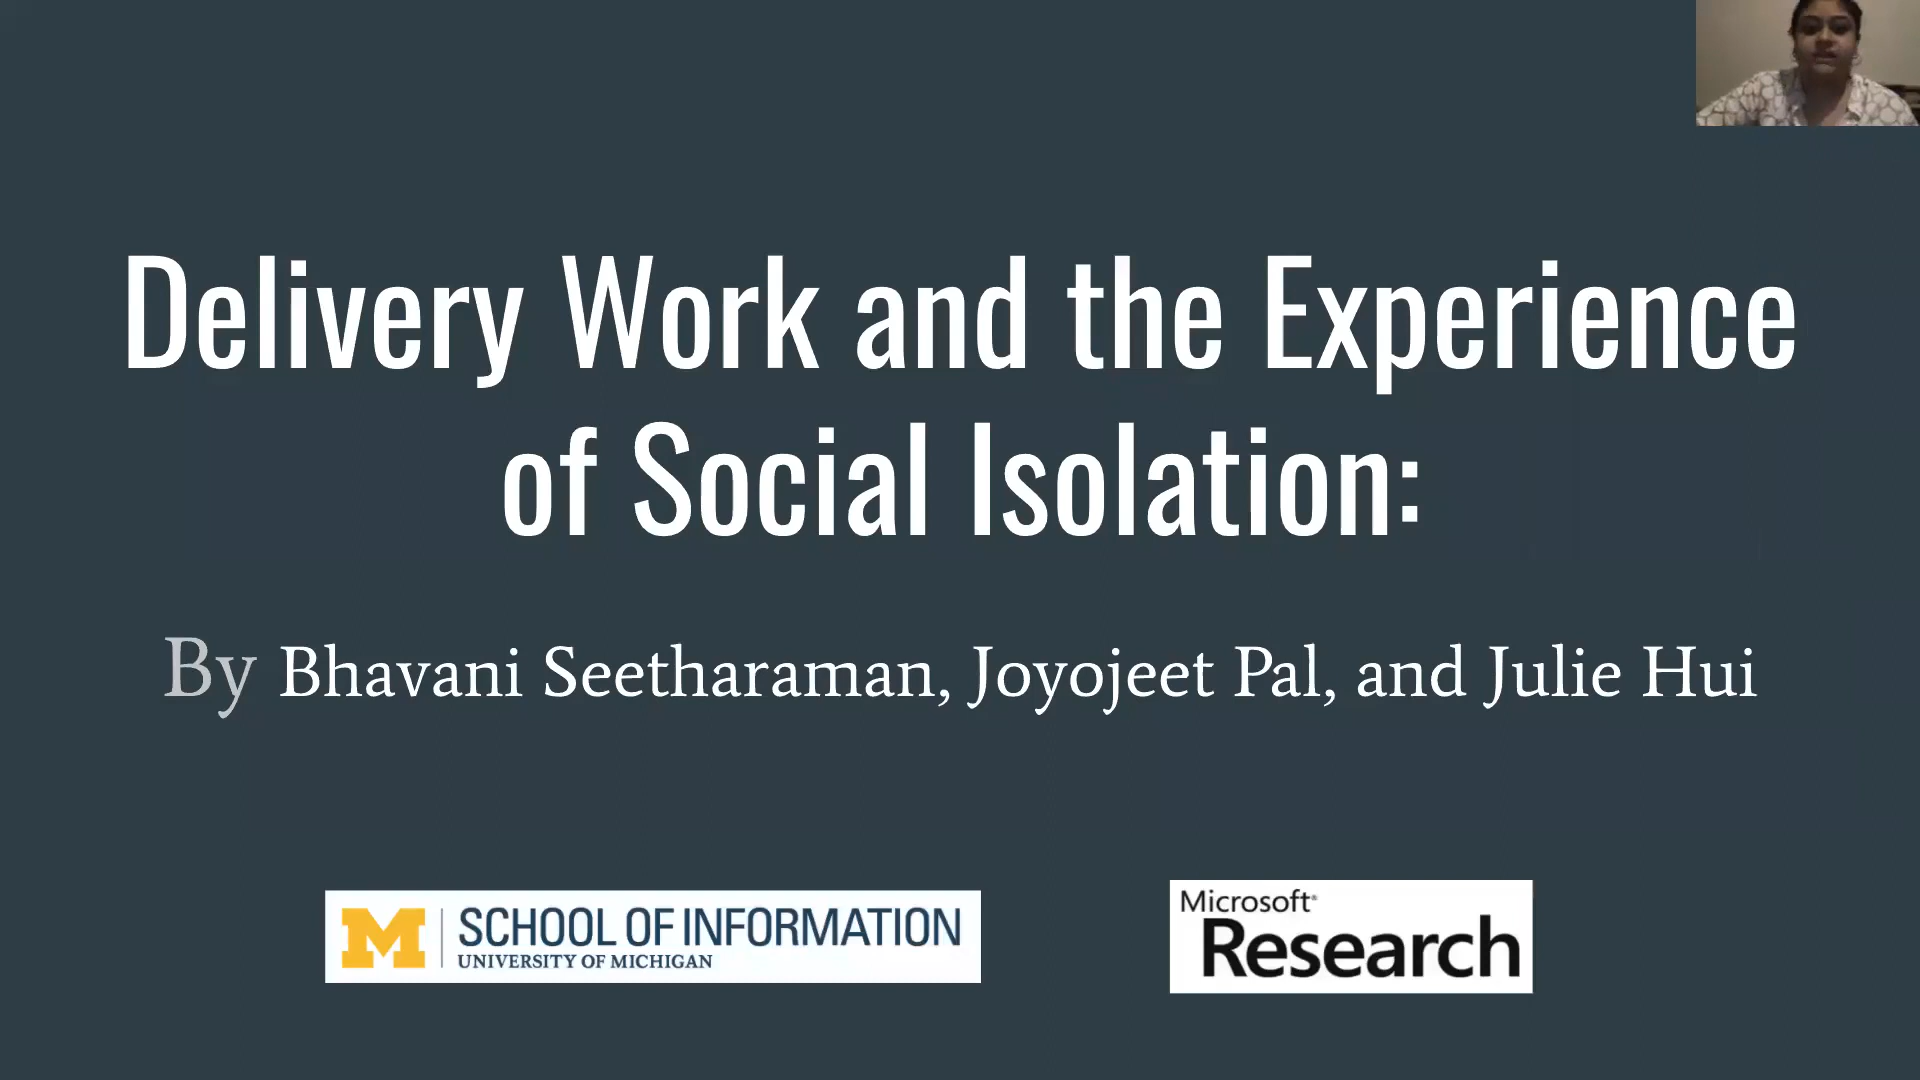 Delivery Work and the Experience
of Social Isolation:
By Bhavani Seetharaman, Joyojeet Pal, and Julie Hui
M SCHOOL OF INFORMATION
UNIVERSITY OF MICHIGAN
Microsoft®
Research